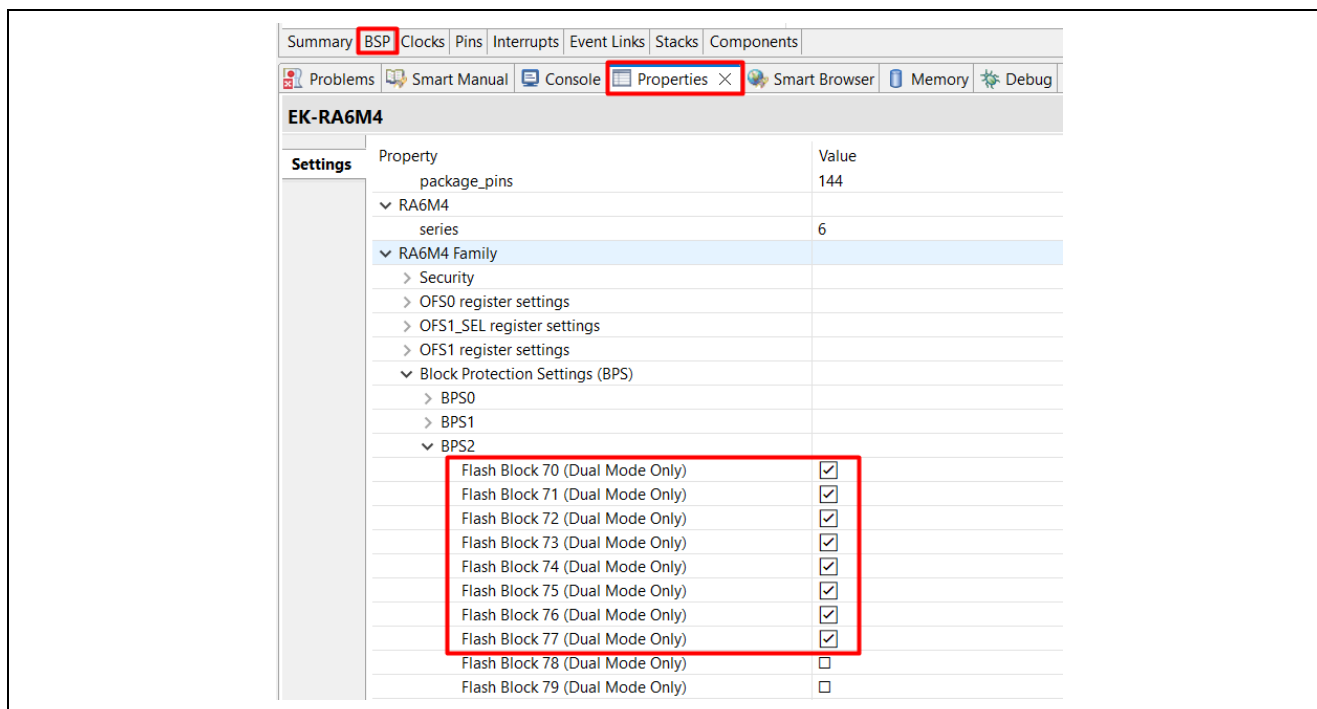 Summary BSP Clocks Pins Interrupts Event Links Stacks Components
Problems Smart Manual Console Properties Smart Browser Memory Debug
EK-RA6M4
Settings
Property Value
package_pins 144
RA6M4
series 6
RA6M4 Family
Security
OFS0 register settings
OFS1_SEL register settings
OFS1 register settings
Block Protection Settings (BPS)
BPS0
BPS1
BPS2
Flash Block 70 (Dual Mode Only)
Flash Block 71 (Dual Mode Only)
Flash Block 72 (Dual Mode Only)
Flash Block 73 (Dual Mode Only)
Flash Block 74 (Dual Mode Only)
Flash Block 75 (Dual Mode Only)
Flash Block 76 (Dual Mode Only)
Flash Block 77 (Dual Mode Only)
Flash Block 78 (Dual Mode Only)
Flash Block 79 (Dual Mode Only)